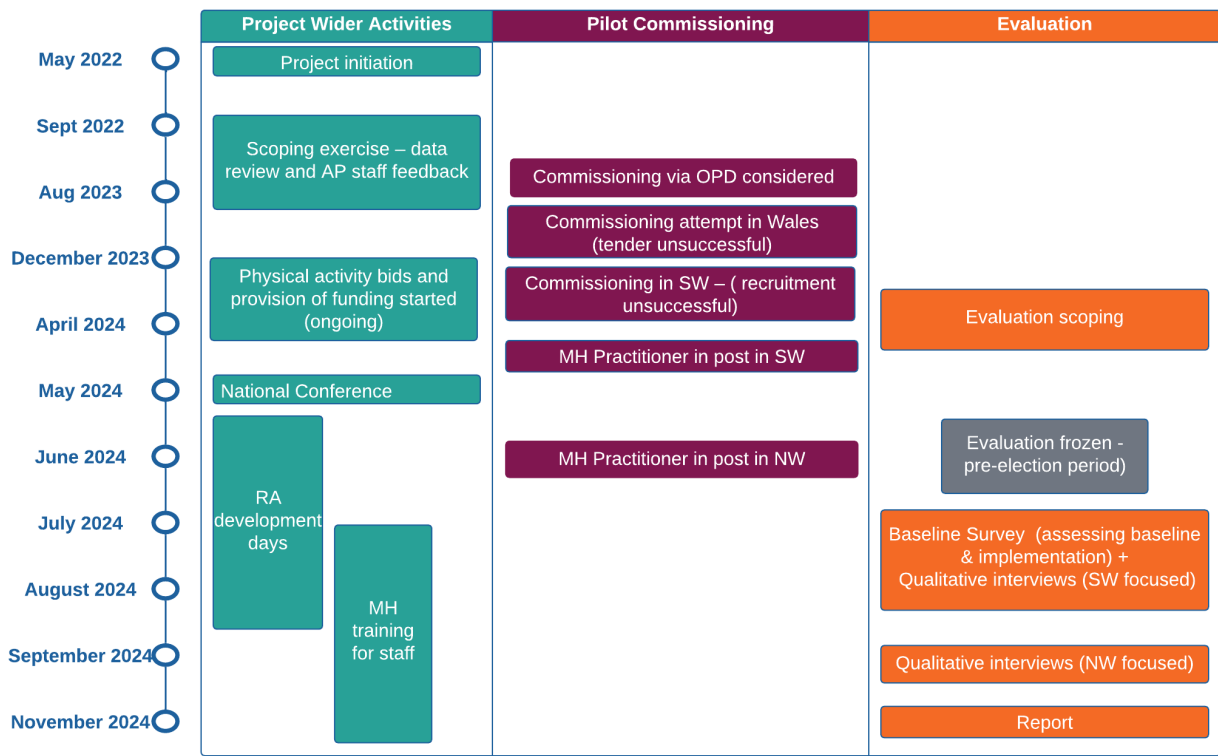 Project Wider Activities
Pilot Commissioning
Evaluation
May 2022
Sept 2022
Aug 2023
December 2023
April 2024
May 2024
June 2024
July 2024
August 2024
September 2024
November 2024
Project initiation
Scoping exercise – data
review and AP staff feedback
Physical activity bids and
provision of funding started
(ongoing)
National Conference
RA
development
days
MH
training
for staff
Commissioning via OPD considered
Commissioning attempt in Wales
(tender unsuccessful)
Commissioning in SW – ( recruitment
unsuccessful)
MH Practitioner in post in SW
MH Practitioner in post in NW
Evaluation scoping
Evaluation frozen -
pre-election period)
Baseline Survey  (assessing baseline
& implementation) +
Qualitative interviews (SW focused)
Qualitative interviews (NW focused)
Report